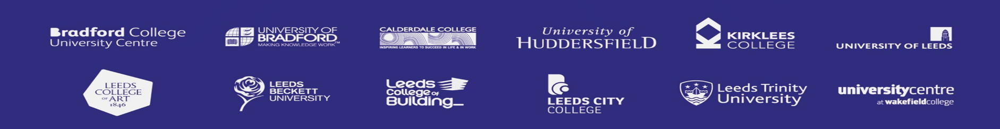 Bradford College
University Centre
UNIVERSITY OF
BRADFORD
MAKING KNOWLEDGE WORK™
CALDERDALE COLLEGE
INSPIRING LEARNERS TO SUCCEED IN LIFE & IN WORK
University of
HUDDERSFIELD
KIRKLEES
COLLEGE
UNIVERSITY OF LEEDS
LEEDS
COLLEGE
OF ART
1846
LEEDS
BECKETT
UNIVERSITY
Leeds
College of
Building_
LEEDS CITY
COLLEGE
Leeds Trinity
University
universitycentre
at wakefieldcollege